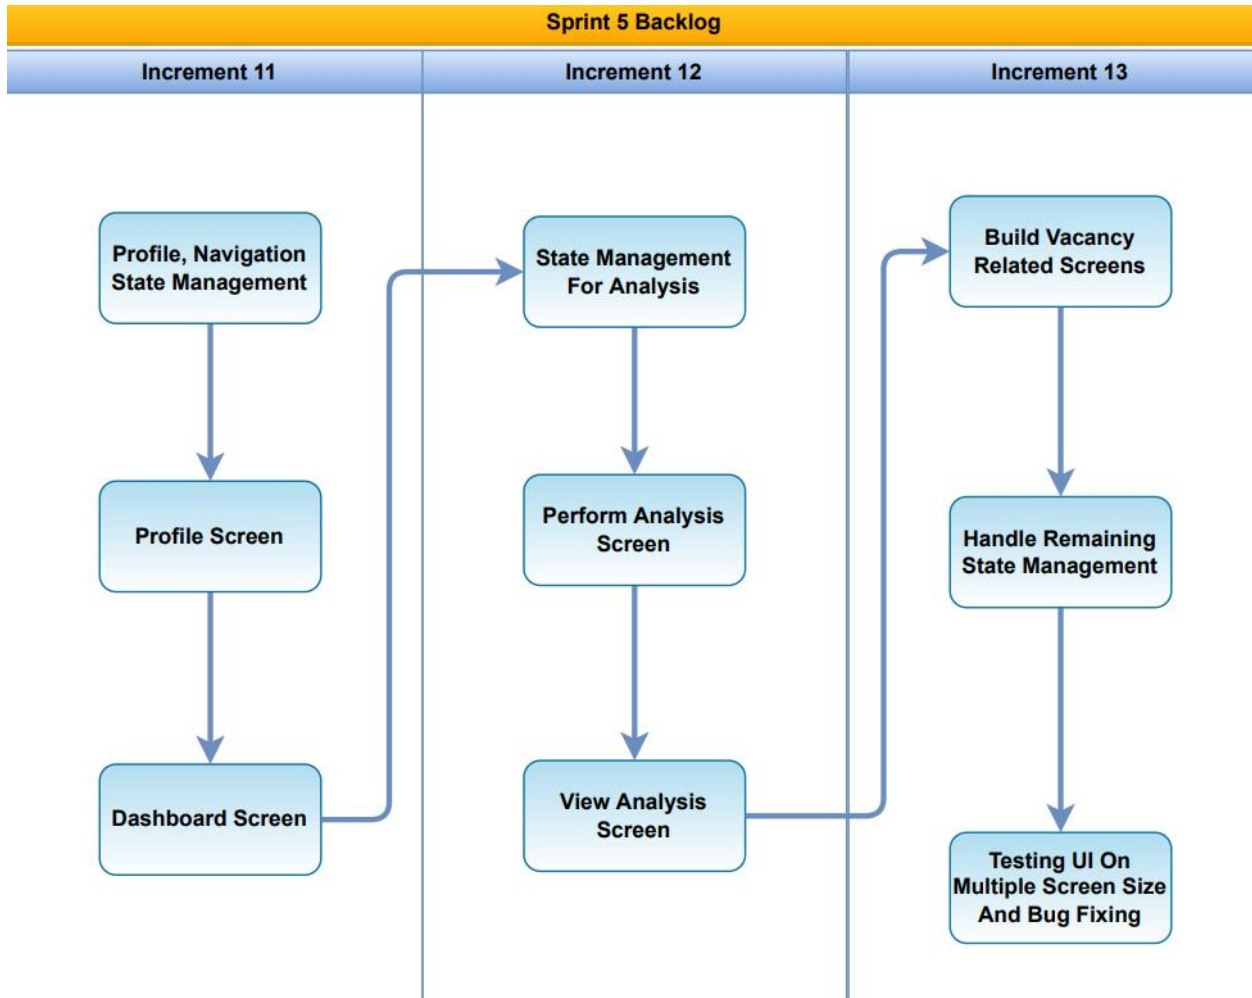 Sprint 5 Backlog
Increment 11
Increment 12
Increment 13
Profile, Navigation
State Management
Profile Screen
Dashboard Screen
State Management
For Analysis
Perform Analysis
Screen
View Analysis
Screen
Build Vacancy
Related Screens
Handle Remaining
State Management
Testing UI On
Multiple Screen Size
And Bug Fixing